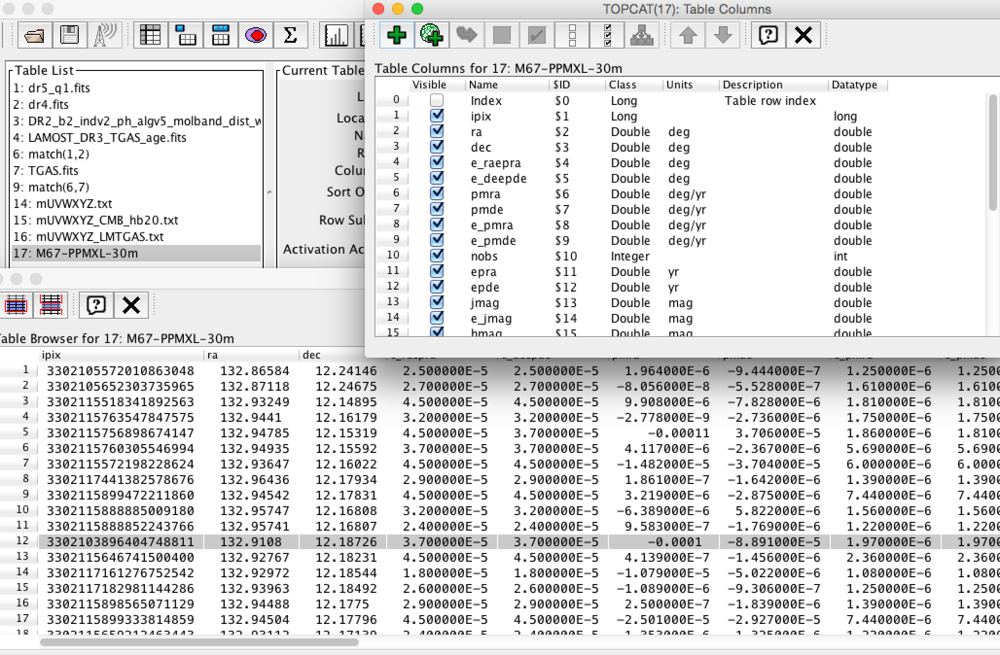 TOPCAT(17): Table Columns
Table List
1: dr5_q1.fits
2: dr4.fits
3: DR2_b2_indv2_ph_algv5_molband_dist_w
4: LAMOST_DR3_TGAS_age.fits
6: match(1,2)
7: TGAS.fits
9: match(6,7)
14: mUVWXYZ.txt
15: mUVWXYZ_CMB_hb20.txt
16: mUVWXYZ_LMTGAS.txt
17: M67-PPMXL-30m
Current Table
L
Loca
N
R
Colu
Sort O
Row Su
Activation Ac
Table Columns for 17: M67-PPMXL-30m
Visible Name $ID Class Units Description Datatype
0 Index $0 Long Table row index
1 ipix $1 Long long
2 ra $2 Double deg double
3 dec $3 Double deg double
4 e_raepra $4 Double deg double
5 e_deepde $5 Double deg double
6 pmra $6 Double deg/yr double
7 pmde $7 Double deg/yr double
8 e_pmra $8 Double deg/yr double
9 e_pmde $9 Double deg/yr double
10 nobs $10 Integer int
11 epra $11 Double yr double
12 epde $12 Double yr double
13 jmag $13 Double mag double
14 e_jmag $14 Double mag double
15 hmag $15 Double mag double
able Browser for 17: M67-PPMXL-30m
ipix ra dec
1 3302105572010863048 132.86584 12.24146 2.500000E-5 2.500000E-5 1.964000E-6 -9.444000E-7 1.250000E-6 1.2500
2 3302105652303735965 132.87118 12.24675 2.700000E-5 2.700000E-5 -8.056000E-8 -5.528000E-7 1.610000E-6 1.6100
3 3302115518341892563 132.93249 12.14895 4.500000E-5 4.500000E-5 9.908000E-6 -7.828000E-6 1.810000E-6 1.8100
4 3302115763547847575 132.9441 12.16179 3.200000E-5 3.200000E-5 -2.778000E-9 -2.736000E-6 1.750000E-6 1.7500
5 3302115756898674147 132.94785 12.15319 4.500000E-5 3.700000E-5 -0.00011 3.706000E-5 1.860000E-6 1.8100
6 3302115760305546994 132.94935 12.15592 3.700000E-5 3.700000E-5 4.117000E-6 -2.367000E-6 5.690000E-6 5.6900
7 3302115572198228624 132.93647 12.16022 4.500000E-5 4.500000E-5 -1.482000E-5 -3.704000E-5 6.000000E-6 6.0000
8 3302117441382578676 132.96436 12.17934 2.900000E-5 2.900000E-5 1.861000E-7 -1.642000E-6 1.390000E-6 1.3900
9 3302115899472211860 132.94542 12.17831 4.500000E-5 4.500000E-5 3.219000E-6 -2.875000E-6 7.440000E-6 7.4400
10 3302115888885009180 132.95747 12.16808 3.200000E-5 3.200000E-5 -6.389000E-6 5.822000E-6 1.560000E-6 1.5600
11 3302115888852243766 132.95741 12.16807 2.400000E-5 2.400000E-5 9.583000E-7 -1.769000E-6 1.220000E-6 1.2200
12 3302103896404748811 132.9108 12.18726 3.700000E-5 3.700000E-5 -0.0001 -8.891000E-5 1.970000E-6 1.9700
13 3302115646741500400 132.92767 12.18231 4.500000E-5 4.500000E-5 4.139000E-7 -1.456000E-6 2.360000E-6 2.3600
14 3302117161276752542 132.92972 12.18544 1.800000E-5 1.800000E-5 -1.079000E-5 -5.022000E-6 1.080000E-6 1.0800
15 3302117182981144286 132.93963 12.18492 2.600000E-5 2.600000E-5 -1.089000E-6 -9.306000E-7 1.250000E-6 1.2500
16 3302115898565071129 132.94488 12.1775 2.900000E-5 2.900000E-5 2.500000E-7 -1.839000E-6 1.390000E-6 1.3900
17 3302115899333814859 132.94504 12.17796 4.500000E-5 4.500000E-5 -2.501000E-5 -2.927000E-5 7.440000E-6 7.4400
18